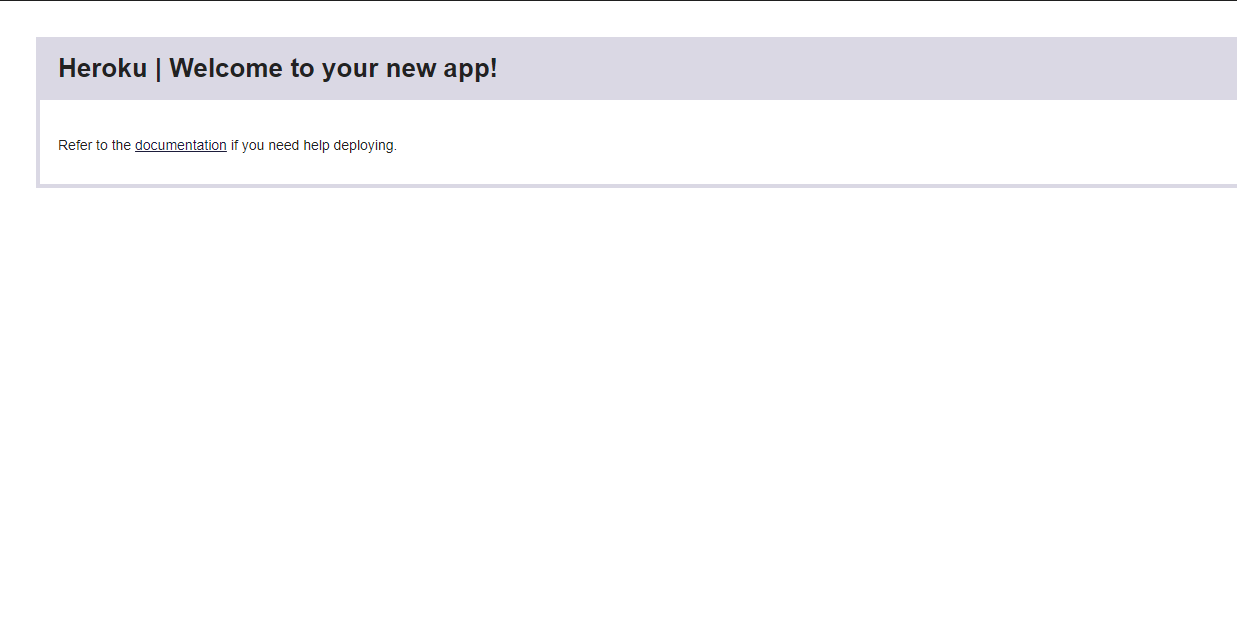 Heroku | Welcome to your new app!
Refer to the documentation if you need help deploying.